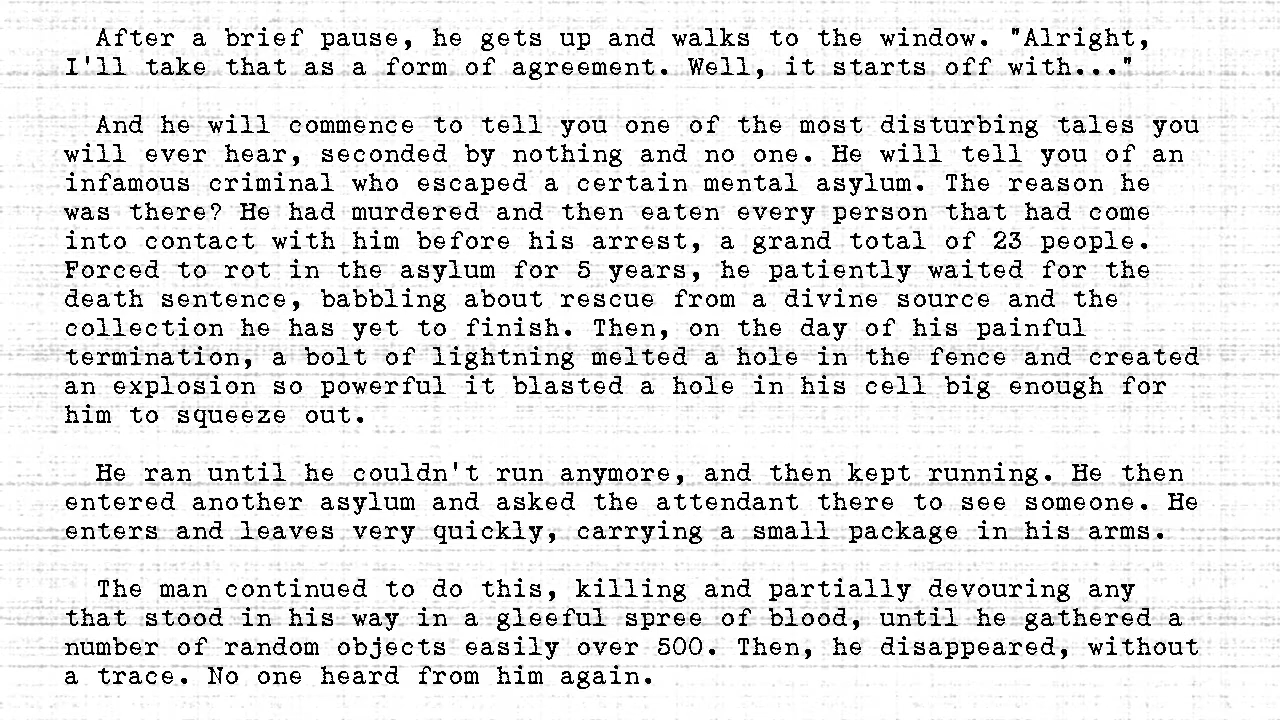 After a brief pause, he gets up and walks to the window. "Alright,
I'll take that as a form of agreement. Well, it starts off with..."
And he will commence to tell you one of the most disturbing tales you
will ever hear, seconded by nothing and no one. He will tell you of an
infamous criminal who escaped a certain mental asylum. The reason he
was there? He had murdered and then eaten every person that had come
into contact with him before his arrest, a grand total of 23 people.
Forced to rot in the asylum for 5 years, he patiently waited for the
death sentence, babbling about rescue from a divine source and the
collection he has yet to finish. Then, on the day of his painful
termination, a bolt of lightning melted a hole in the fence and created
an explosion so powerful it blasted a hole in his cell big enough for
him to squeeze out.
He ran until he couldn't run anymore, and then kept running. He then
entered another asylum and asked the attendant there to see someone. He
enters and leaves very quickly, carrying a small package in his arms.
The man continued to do this, killing and partially devouring any
that stood in his way in a gleeful spree of blood, until he gathered a
number of random objects easily over 500. Then, he disappeared, without
a trace. No one heard from him again.